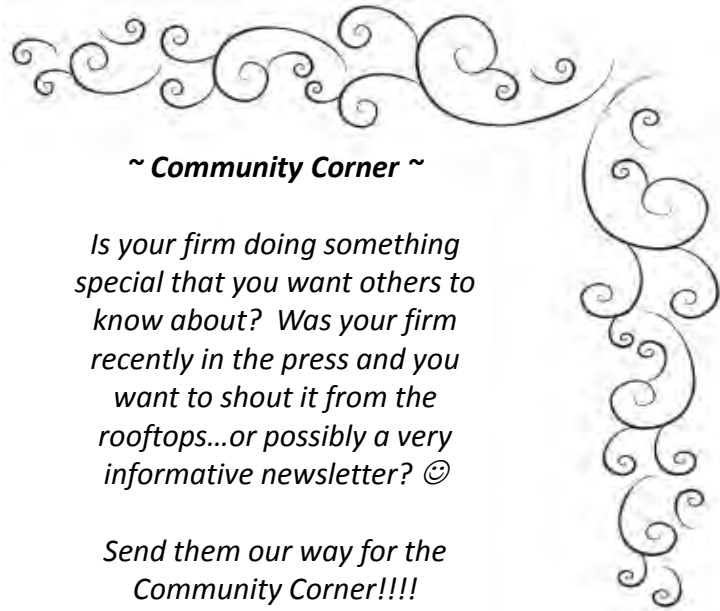 ~ Community Corner ~
Is your firm doing something
special that you want others to
know about?  Was your firm
recently in the press and you
want to shout it from the
rooftops…or possibly a very
informative newsletter? ☺
Send them our way for the
Community Corner!!!!